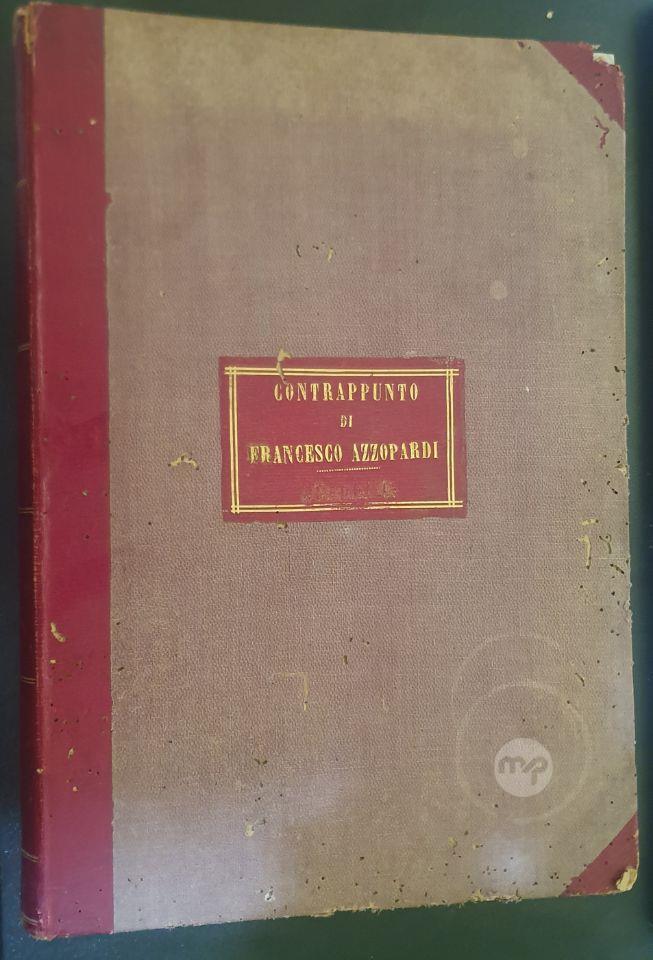 CONTRAPPUNTO
DI
FRANCESCO AZZOPARDI
m/p